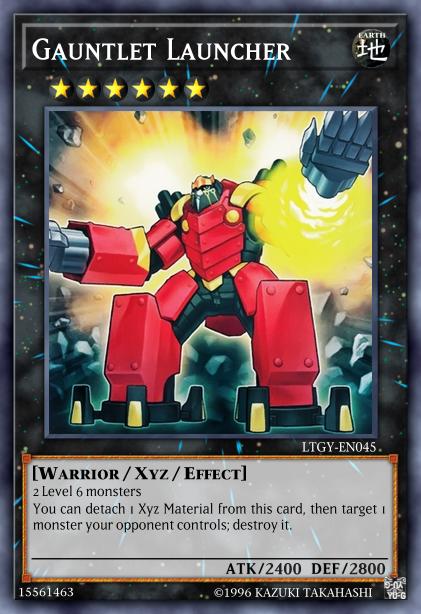 GAUNTLET LAUNCHER
EARTH
地
LTGY-EN045
[WARRIOR / XYZ / EFFECT]
2 Level 6 monsters
You can detach 1 Xyz Material from this card, then target 1
monster your opponent controls; destroy it.
ATK/2400 DEF/2800
15561463
©1996 KAZUKI TAKAHASHI